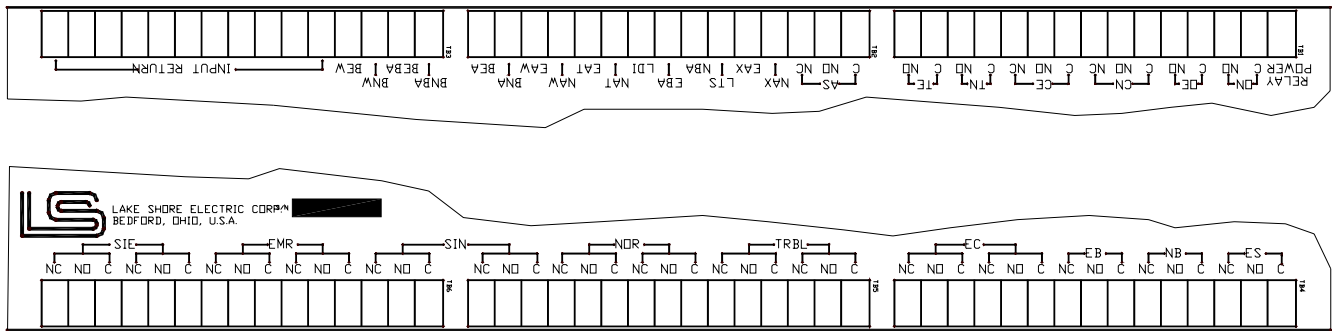 TB1 TB2 TB3
RELAY ON OE CN CE TN TE AS NAX LTS EBA NAT NAW BNA BNBA BNW
POWER C NO C NO C NO NC C NO NC C NO C NO C NO NC EAX NBA LDI EAT EAW BEA BEBA BEW INPUT RETURN
LS
LAKE SHORE ELECTRIC CORP. S/N
BEDFORD, OHIO, U.S.A.
SIE EMR SIN NOR TRBL EC EB NB ES
NC NO C NC NO C NC NO C NC NO C NC NO C NC NO C NC NO C NC NO C NC NO C NC NO C NC NO C NC NO C NC NO C NC NO C NC NO C
TB6 TB5 TB4